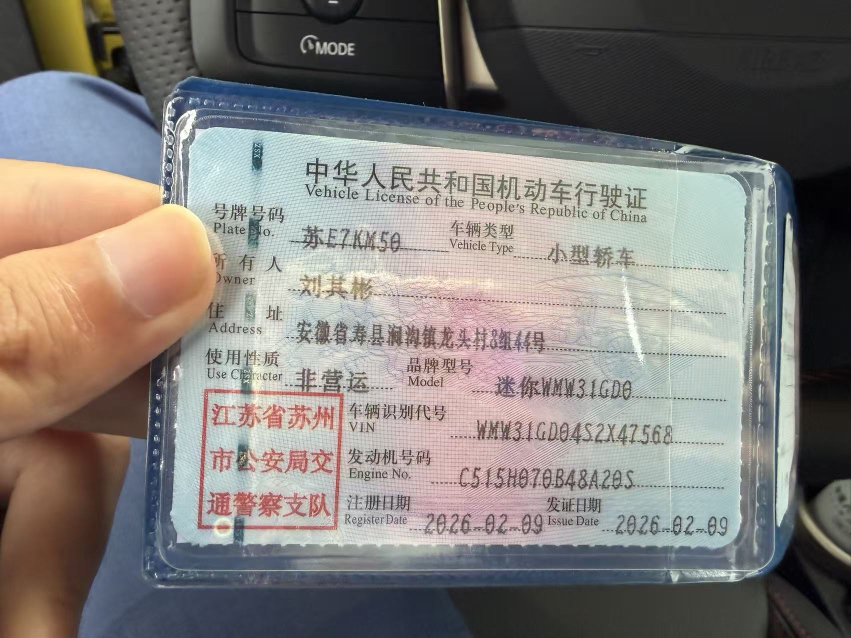 MODE
中华人民共和国机动车行驶证
Vehicle License of the People's Republic of China
号牌号码 苏E7KM50 车辆类型 小型轿车
Plate No. Vehicle Type
所有人 刘其彬
Owner
住址 安徽省寿县涧沟镇龙头村8组44号
Address
使用性质 非营运 品牌型号 迷你WMW31GD0
Use Character Model
江苏省苏州
市公安局交
通警察支队
车辆识别代号 WMW31GD04S2X47568
VIN
发动机号码 C515H070B48A20S
Engine No.
注册日期 2026-02-09 发证日期 2026-02-09
Register Date Issue Date